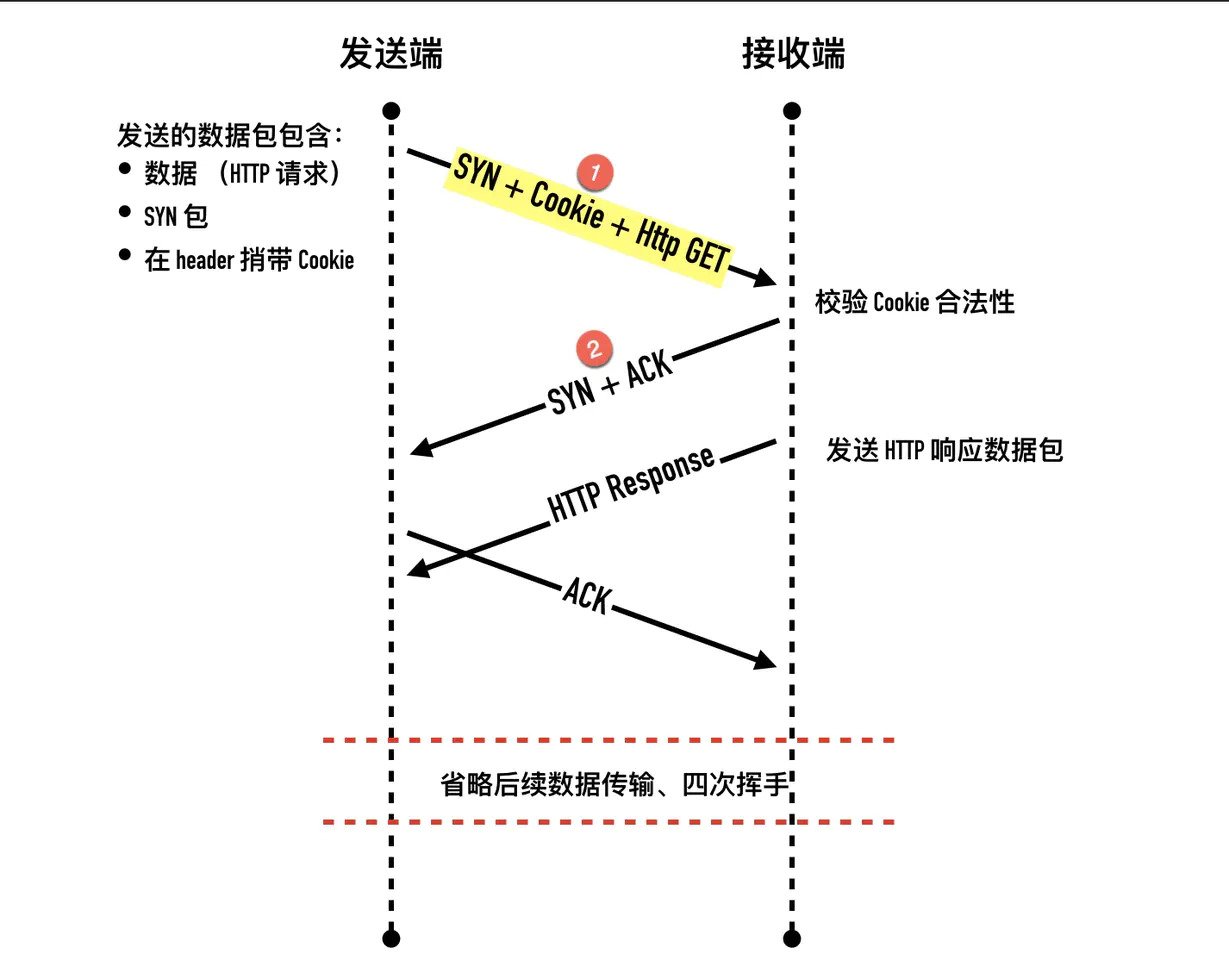 发送端
接收端
发送的数据包包含：
数据 （HTTP 请求）
SYN 包
在 header 捎带 Cookie
1
SYN + Cookie + Http GET
校验 Cookie 合法性
2
SYN + ACK
发送 HTTP 响应数据包
HTTP Response
ACK
省略后续数据传输、四次挥手